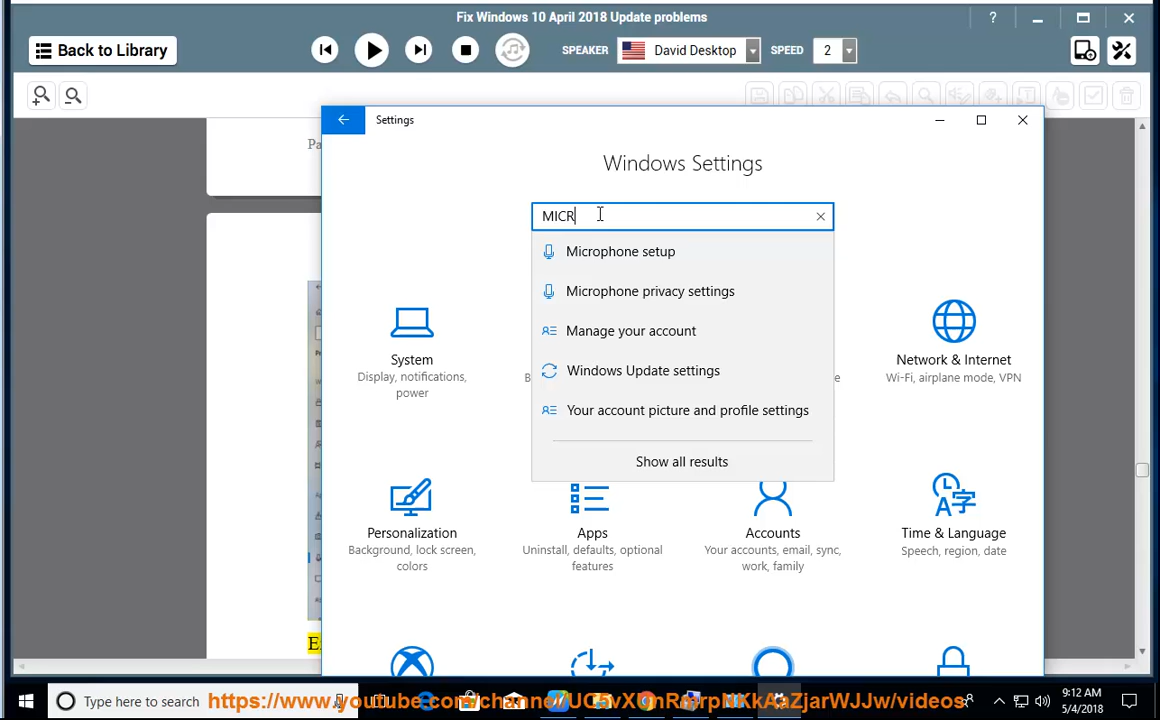 Fix Windows 10 April 2018 Update problems
?
Back to Library
SPEAKER
David Desktop
SPEED
2
Settings
Pa
Windows Settings
MICR
Microphone setup
Microphone privacy settings
Manage your account
Windows Update settings
Your account picture and profile settings
Show all results
System
Display, notifications,
power
B
e
Network & Internet
Wi-Fi, airplane mode, VPN
Personalization
Background, lock screen,
colors
Apps
Uninstall, defaults, optional
features
Accounts
Your accounts, email, sync,
work, family
Time & Language
Speech, region, date
E
Type here to search
9:12 AM
5/4/2018